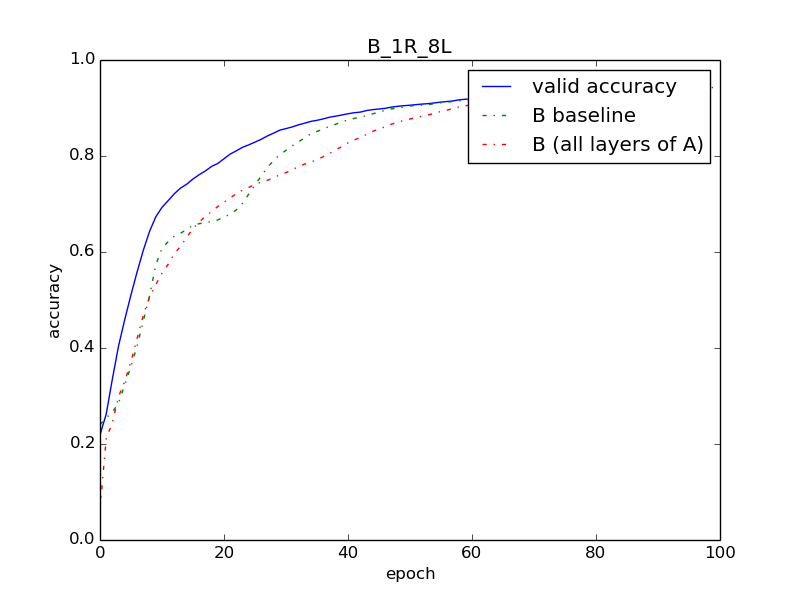 B_1R_8L
1.0
valid accuracy
B baseline
B (all layers of A)
0.8
0.6
accuracy
0.4
0.2
0.0
0 20 40 60 80 100
epoch